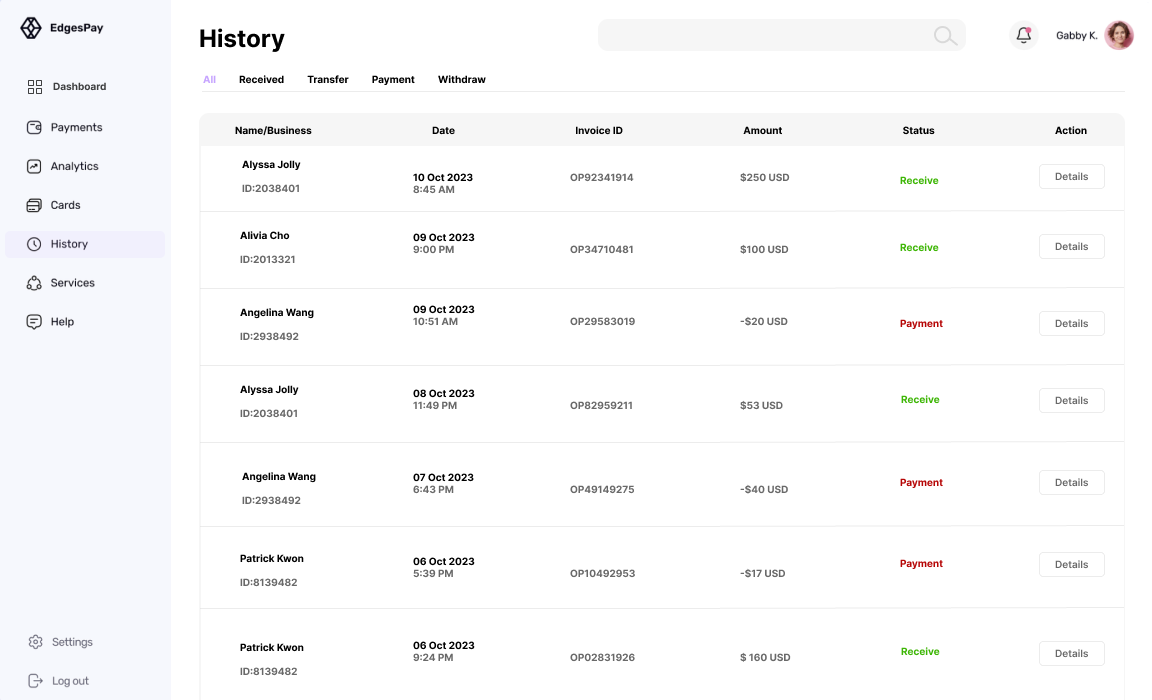 EdgesPay
Dashboard
Payments
Analytics
Cards
History
Services
Help
Settings
Log out
History
Gabby K.
All Received Transfer Payment Withdraw
Name/Business Date Invoice ID Amount Status Action
Alyssa Jolly
ID:2038401
10 Oct 2023
8:45 AM
OP92341914
$250 USD
Receive
Details
Alivia Cho
ID:2013321
09 Oct 2023
9:00 PM
OP34710481
$100 USD
Receive
Details
Angelina Wang
ID:2938492
09 Oct 2023
10:51 AM
OP29583019
-$20 USD
Payment
Details
Alyssa Jolly
ID:2038401
08 Oct 2023
11:49 PM
OP82959211
$53 USD
Receive
Details
Angelina Wang
ID:2938492
07 Oct 2023
6:43 PM
OP49149275
-$40 USD
Payment
Details
Patrick Kwon
ID:8139482
06 Oct 2023
5:39 PM
OP10492953
-$17 USD
Payment
Details
Patrick Kwon
ID:8139482
06 Oct 2023
9:24 PM
OP02831926
$ 160 USD
Receive
Details